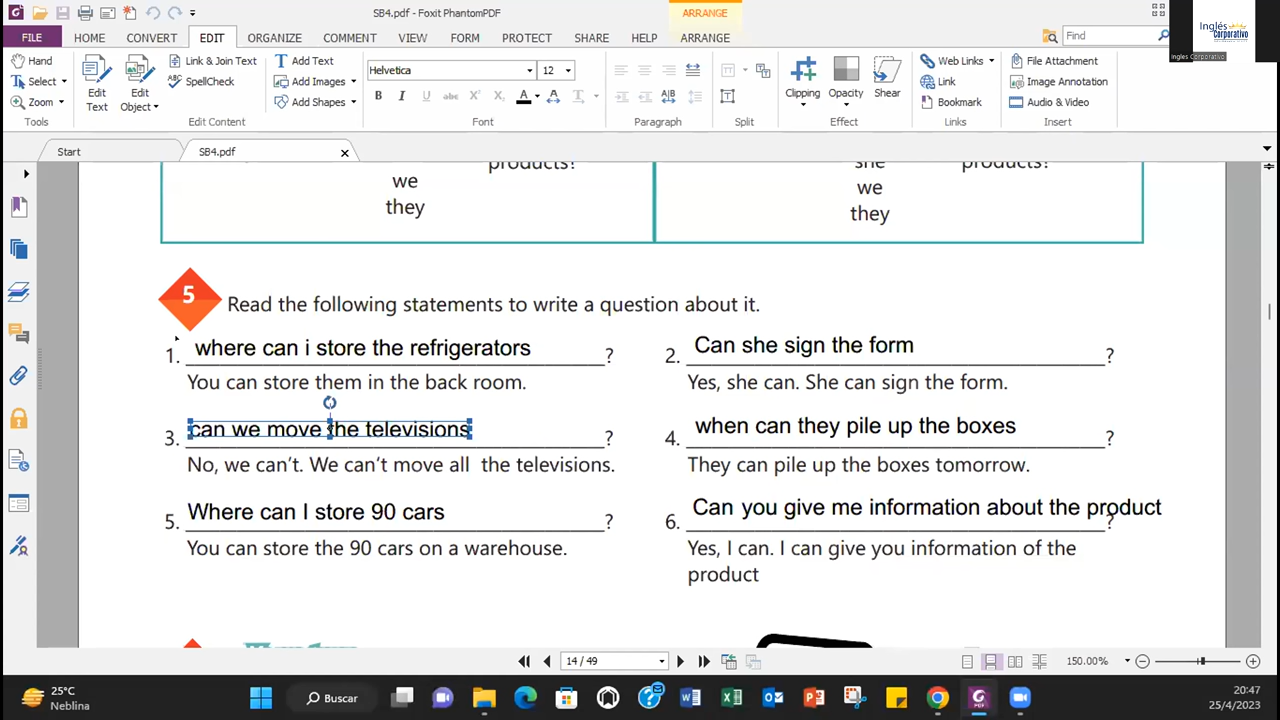 SB4.pdf - Foxit PhantomPDF
ARRANGE
FILE HOME CONVERT EDIT ORGANIZE COMMENT VIEW FORM PROTECT SHARE HELP ARRANGE
Find
Inglés
Corporativo
Ingles Corporativo
Hand
Select
Zoom
Tools
Edit
Text
Edit
Object
Link & Join Text
SpellCheck
Edit Content
Add Text
Add Images
Add Shapes
Helvetica 12
B I U abc X X A
Font
Paragraph
Split
Clipping
Opacity
Shear
Effect
Web Links
Link
Bookmark
Links
File Attachment
Image Annotation
Audio & Video
Insert
Start
SB4.pdf
products?
we
they
she
products?
we
they
5
Read the following statements to write a question about it.
1. where can i store the refrigerators ?
You can store them in the back room.
2. Can she sign the form ?
Yes, she can. She can sign the form.
3. can we move the televisions ?
No, we can't. We can't move all the televisions.
4. when can they pile up the boxes ?
They can pile up the boxes tomorrow.
5. Where can I store 90 cars ?
You can store the 90 cars on a warehouse.
6. Can you give me information about the product ?
Yes, I can. I can give you information of the
product
14 / 49
150.00%
25°C
Neblina
Buscar
20:47
25/4/2023